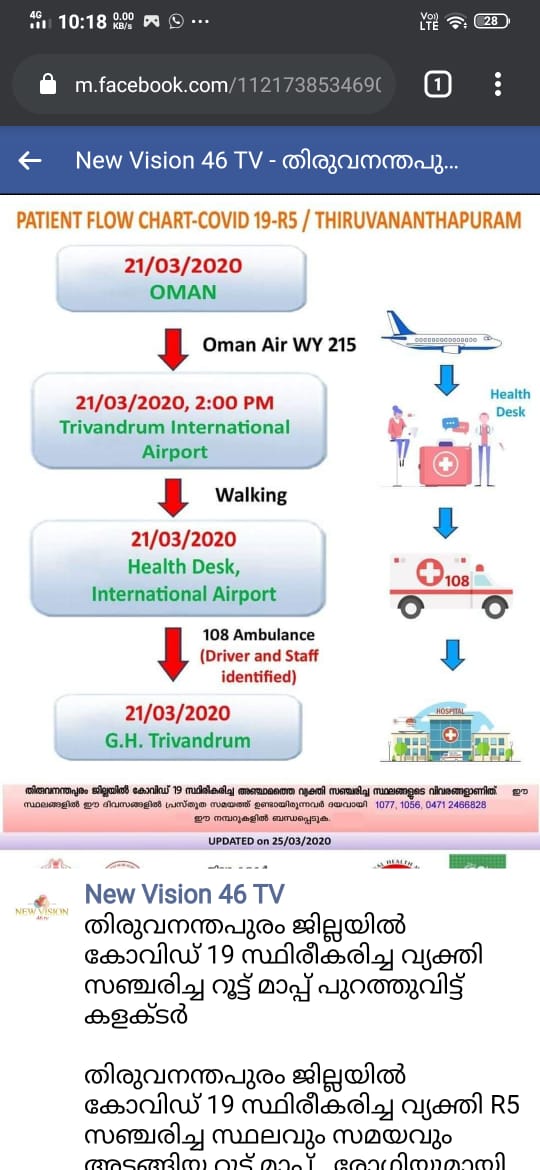 4G 10:18 0.00 KB/s ... Vo) LTE 28
m.facebook.com/112173853469
1
New Vision 46 TV - തിരുവനന്തപു...
PATIENT FLOW CHART-COVID 19-R5 / THIRUVANANTHAPURAM
21/03/2020
OMAN
Oman Air WY 215
21/03/2020, 2:00 PM
Trivandrum International
Airport
Health
Desk
Walking
21/03/2020
Health Desk,
International Airport
108
108 Ambulance
(Driver and Staff
identified)
21/03/2020
G.H. Trivandrum
HOSPITAL
തിരുവനന്തപുരം ജില്ലയിൽ കോവിഡ് 19 സ്ഥിരീകരിച്ച അഞ്ചാമത്തെ വ്യക്തി സഞ്ചരിച്ച സ്ഥലങ്ങളുടെ വിവരങ്ങളാണിത്. ഈ
സ്ഥലങ്ങളിൽ ഈ ദിവസങ്ങളിൽ പ്രസ്തുത സമയത്ത് ഉണ്ടായിരുന്നവർ ദയവായി 1077, 1056, 0471 2466828
ഈ നമ്പറുകളിൽ ബന്ധപ്പെടുക.
UPDATED on 25/03/2020
NEW VISION
46 tv
New Vision 46 TV
തിരുവനന്തപുരം ജില്ലയിൽ
കോവിഡ് 19 സ്ഥിരീകരിച്ച വ്യക്തി
സഞ്ചരിച്ച റൂട്ട് മാപ്പ് പുറത്തുവിട്ട്
കളക്ടർ
തിരുവനന്തപുരം ജില്ലയിൽ
കോവിഡ് 19 സ്ഥിരീകരിച്ച വ്യക്തി R5
സഞ്ചരിച്ച സ്ഥലവും സമയവും
അടങ്ങിയ റൂട്ട് മാപ്പ്. രോഗിയുമായി